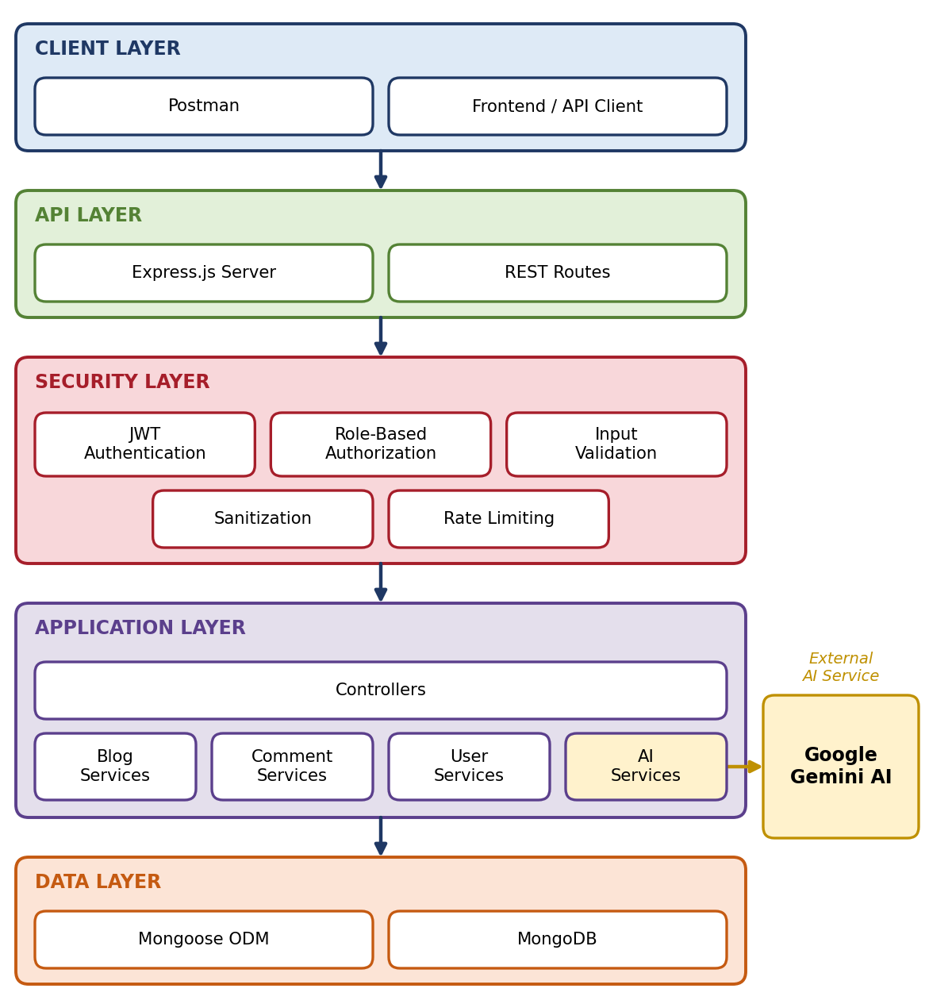 CLIENT LAYER
Postman
Frontend / API Client
API LAYER
Express.js Server
REST Routes
SECURITY LAYER
JWT
Authentication
Role-Based
Authorization
Input
Validation
Sanitization
Rate Limiting
APPLICATION LAYER
Controllers
Blog
Services
Comment
Services
User
Services
AI
Services
External
AI Service
Google
Gemini AI
DATA LAYER
Mongoose ODM
MongoDB